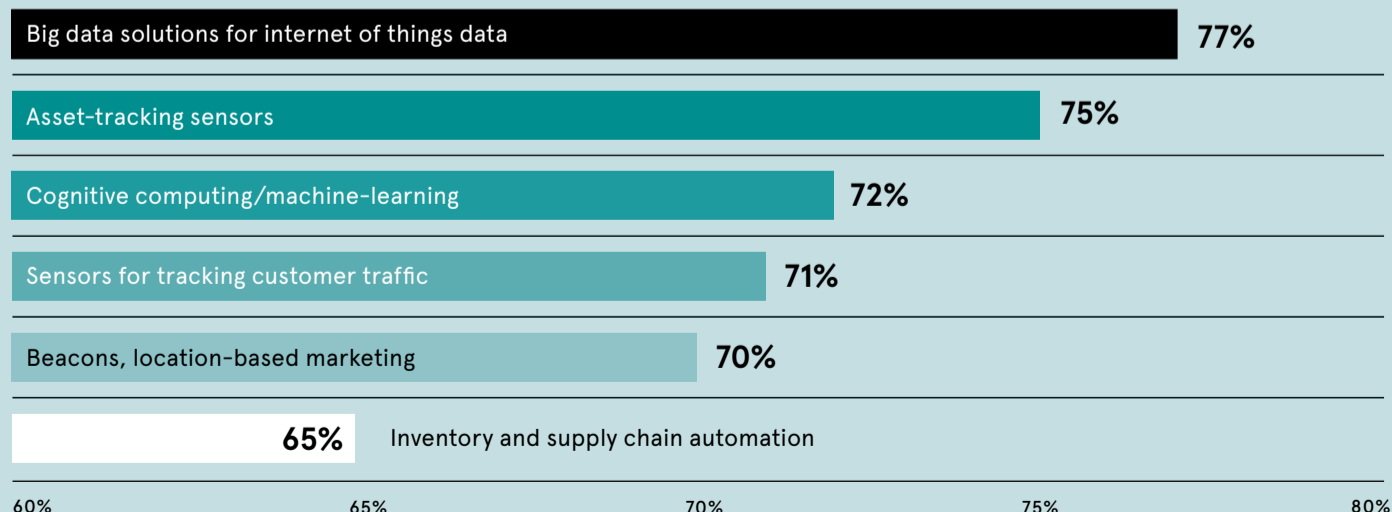 Big data solutions for internet of things data 77%
Asset-tracking sensors 75%
Cognitive computing/machine-learning 72%
Sensors for tracking customer traffic 71%
Beacons, location-based marketing 70%
65% Inventory and supply chain automation
60% 65% 70% 75% 80%